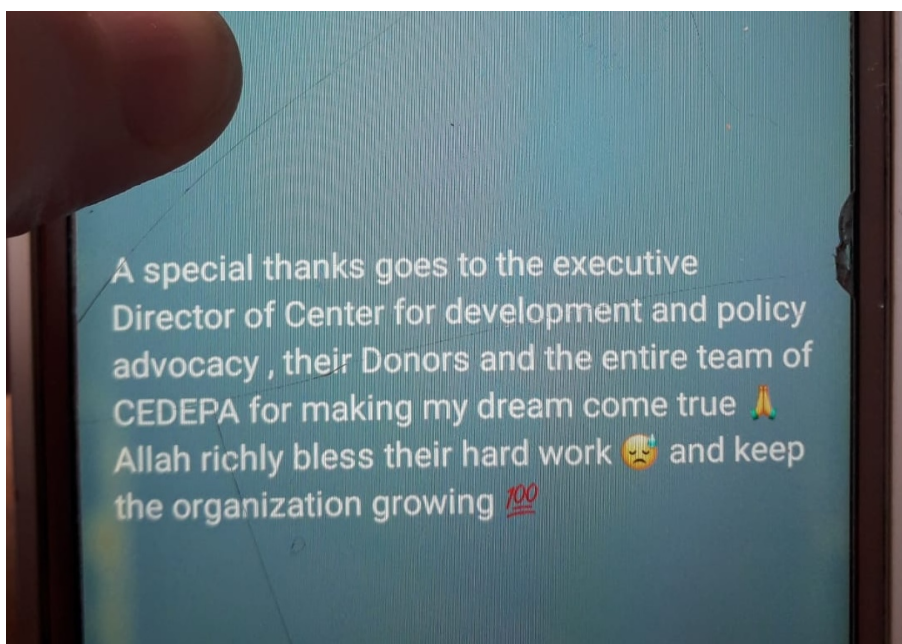 A special thanks goes to the executive
Director of Center for development and policy
advocacy , their Donors and the entire team of
CEDEPA for making my dream come true 🙏
Allah richly bless their hard work 😓 and keep
the organization growing 💯